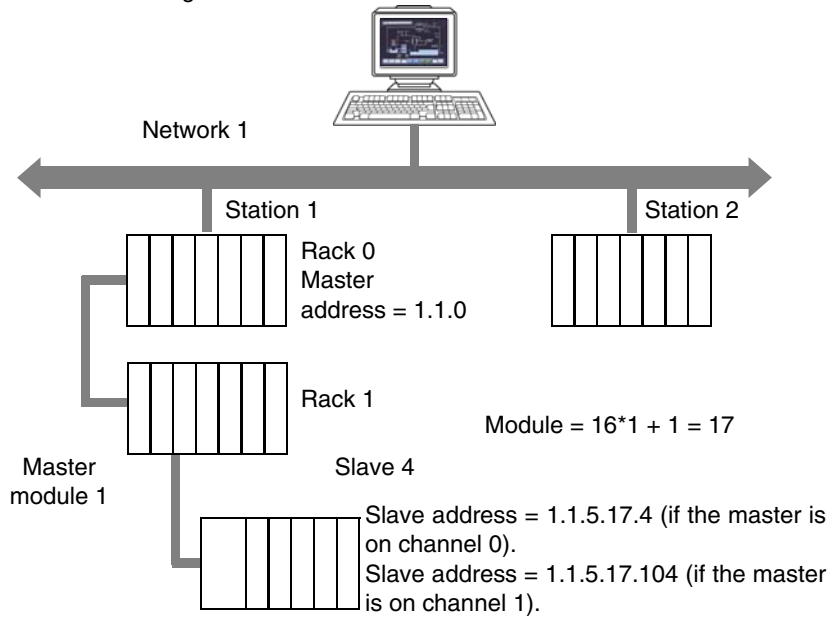 Network 1
Station 1
Station 2
Rack 0
Master
address = 1.1.0
Rack 1
Module = 16*1 + 1 = 17
Master
module 1
Slave 4
Slave address = 1.1.5.17.4 (if the master is
on channel 0).
Slave address = 1.1.5.17.104 (if the master
is on channel 1).